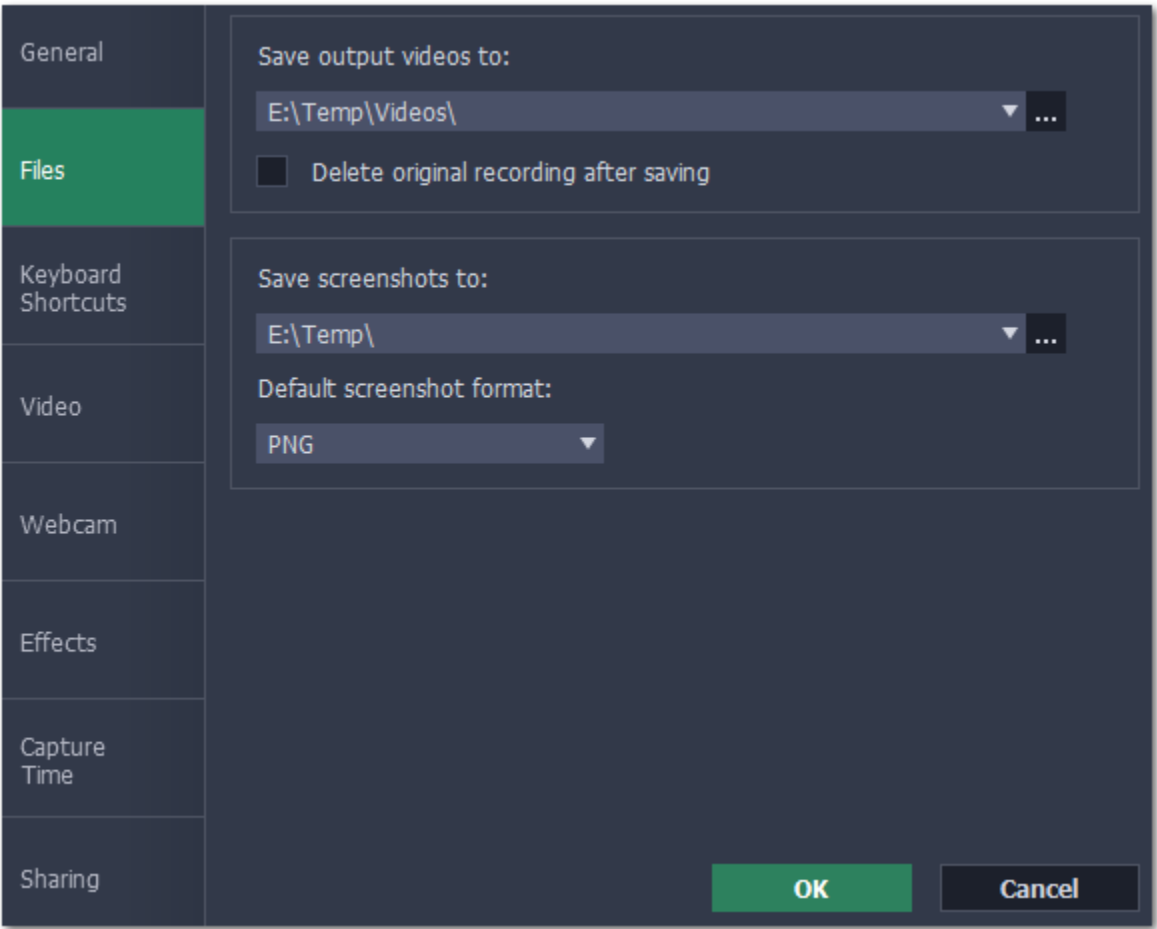 General
Files
Keyboard
Shortcuts
Video
Webcam
Effects
Capture
Time
Sharing
Save output videos to:
E:\Temp\Videos\
...
Delete original recording after saving
Save screenshots to:
E:\Temp\
...
Default screenshot format:
PNG
OK
Cancel